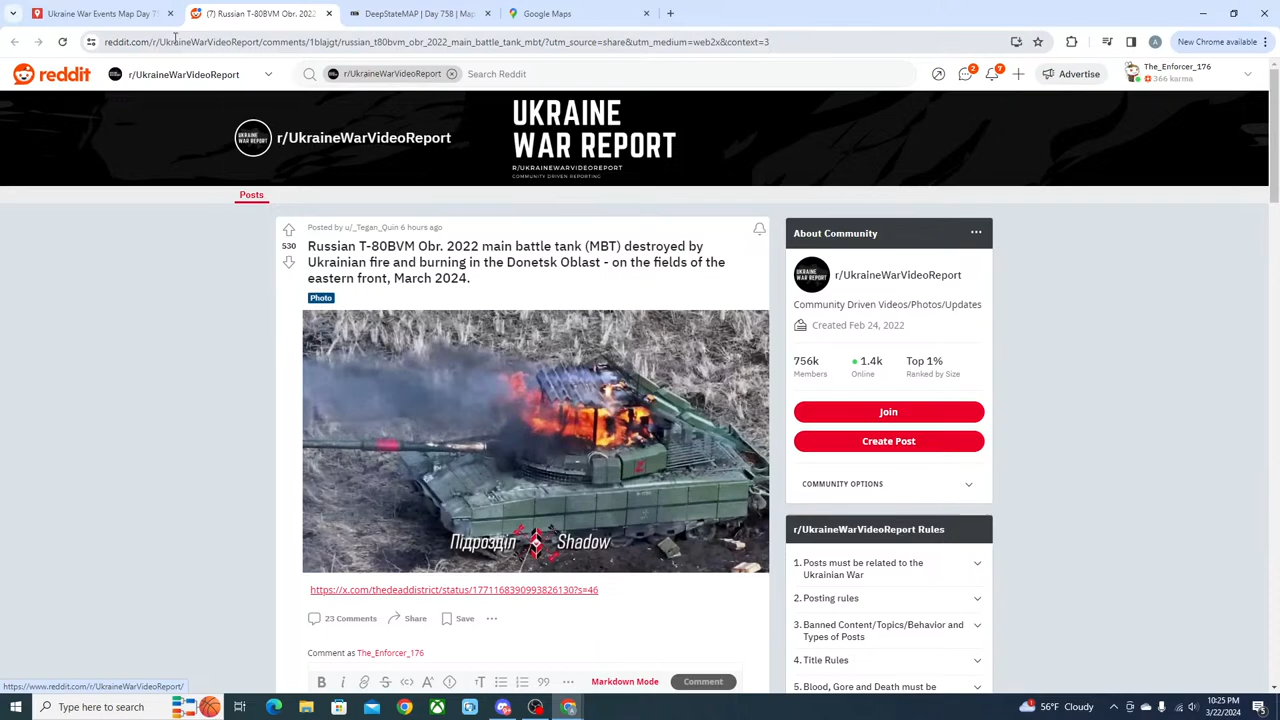 Ukraine War Events Map Day 7
(7) Russian T-80BVM Obr. 2022
DeepStateMAP | Day 758 | Map
Google Maps
reddit.com/r/UkraineWarVideoReport/comments/1blajgt/russian_t80bvm_obr_2022_main_battle_tank_mbt/?utm_source=share&utm_medium=web2x&context=3
A
New Chrome available
reddit
r/UkraineWarVideoReport
r/UkraineWarVideoReport
Search Reddit
2
7
Advertise
The_Enforcer_176
366 karma
UKRAINE
WAR REPORT
r/UkraineWarVideoReport
UKRAINE
WAR REPORT
R/UKRAINEWARVIDEOREPORT
COMMUNITY DRIVEN REPORTING
Posts
Posted by u/_Tegan_Quin 6 hours ago
530
Russian T-80BVM Obr. 2022 main battle tank (MBT) destroyed by
Ukrainian fire and burning in the Donetsk Oblast - on the fields of the
eastern front, March 2024.
Photo
Підрозділ Shadow
https://x.com/thedeaddistrict/status/1771168390993826130?s=46
23 Comments
Share
Save
Comment as The_Enforcer_176
Markdown Mode
Comment
About Community
UKRAINE
WAR REPORT
r/UkraineWarVideoReport
Community Driven Videos/Photos/Updates
Created Feb 24, 2022
756k
1.4k
Top 1%
Members
Online
Ranked by Size
Join
Create Post
COMMUNITY OPTIONS
r/UkraineWarVideoReport Rules
1. Posts must be related to the
Ukrainian War
2. Posting rules
3. Banned Content/Topics/Behavior and
Types of Posts
4. Title Rules
5. Blood, Gore and Death must be
https://www.reddit.com/r/UkraineWarVideoReport/
Type here to search
56°F Cloudy
10:25 PM
3/22/2024